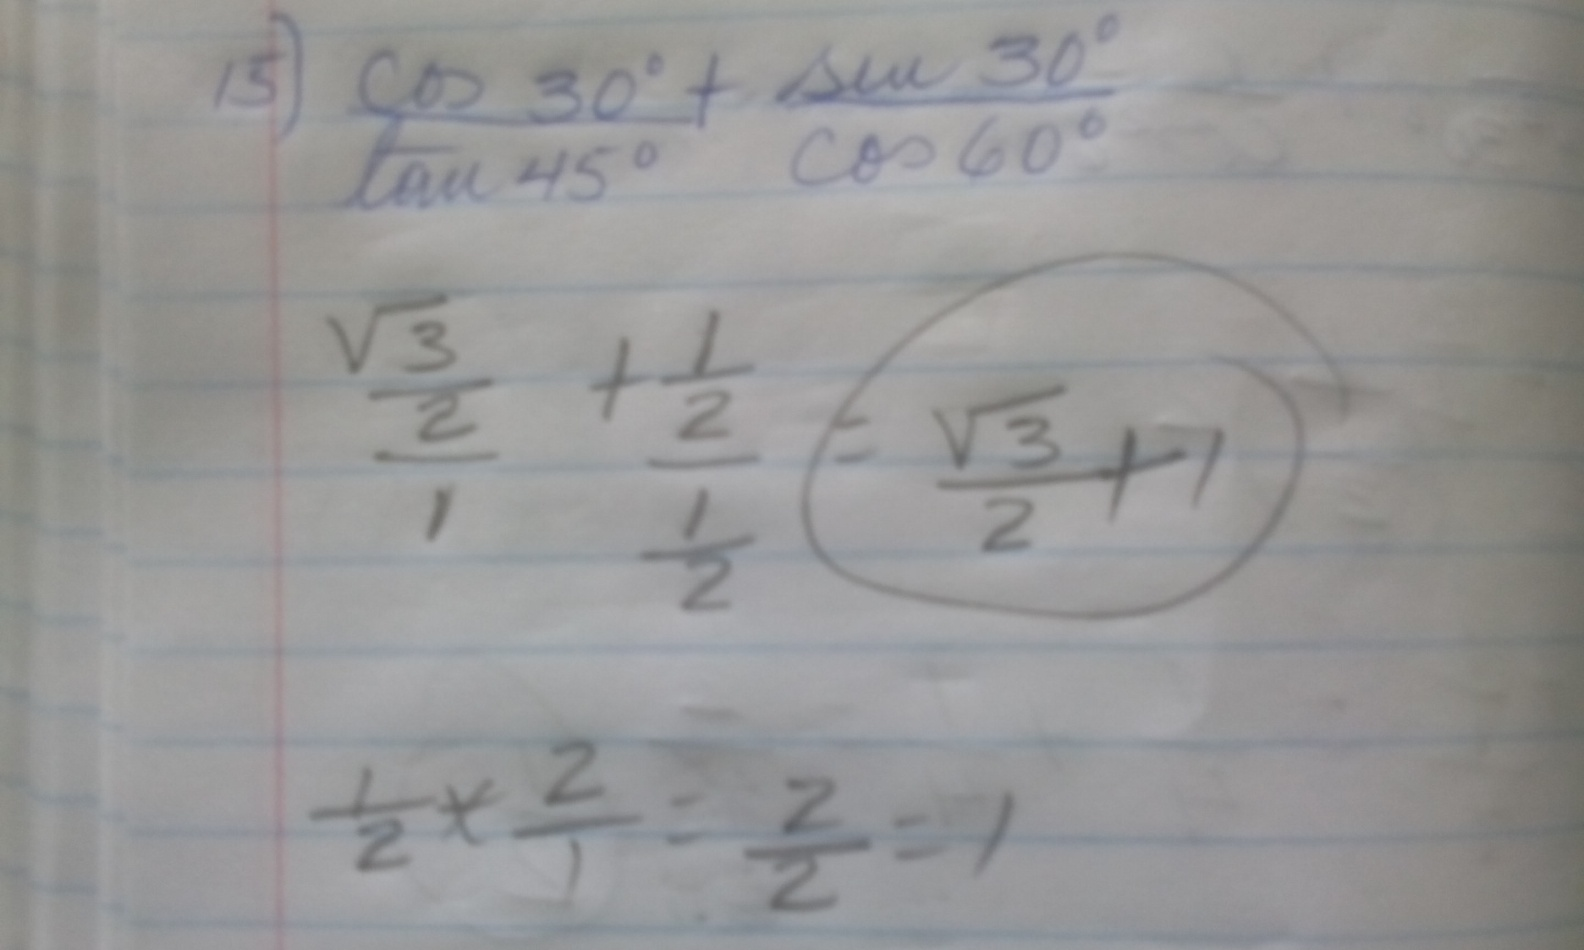 15) cos 30° + sen 30°
tan 45° cos 60°
√3/2 / 1 + 1/2 / 1/2 = √3/2 + 1
1/2 x 2/1 = 2/2 = 1